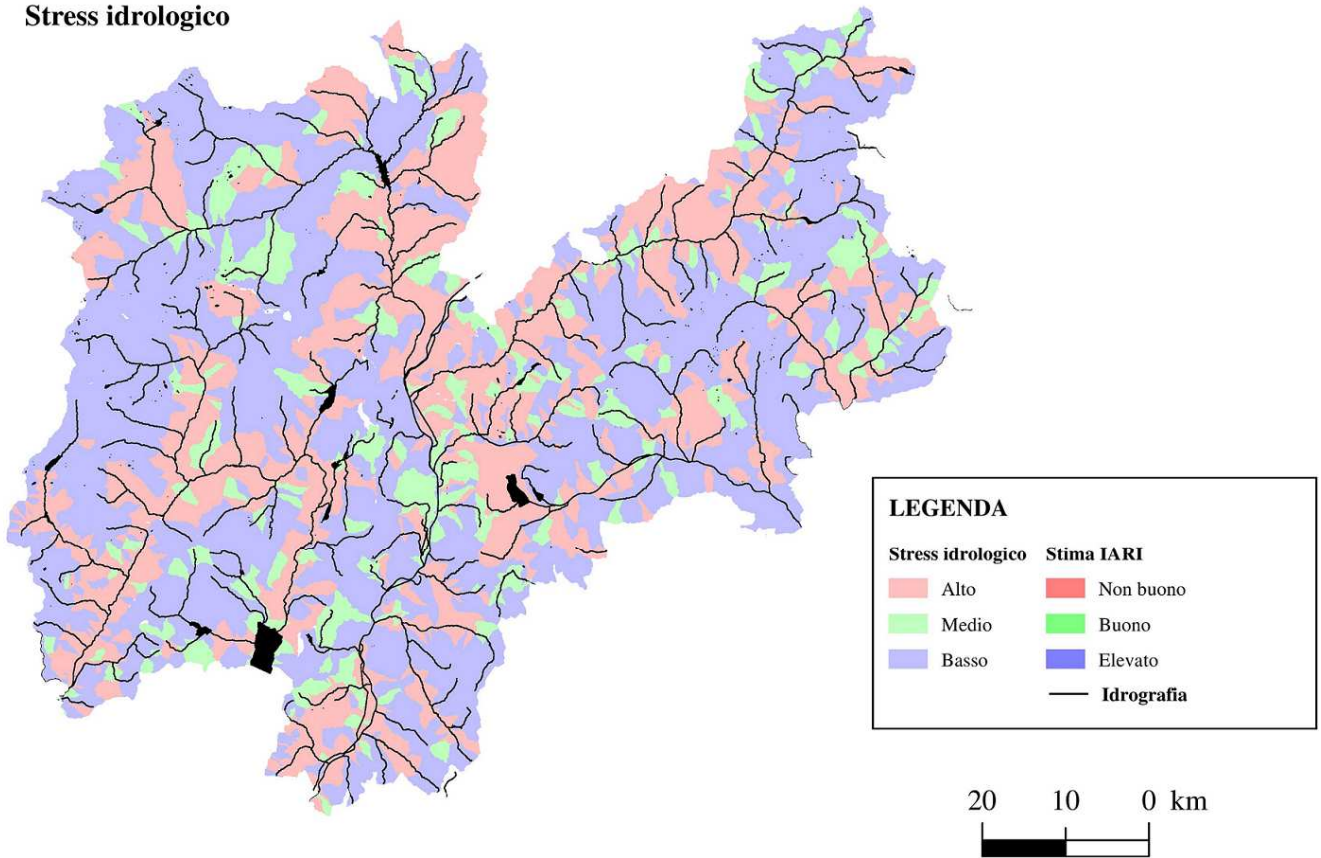 Stress idrologico
LEGENDA
Stress idrologico Stima IARI
Alto Non buono
Medio Buono
Basso Elevato
Idrografia
20 10 0 km